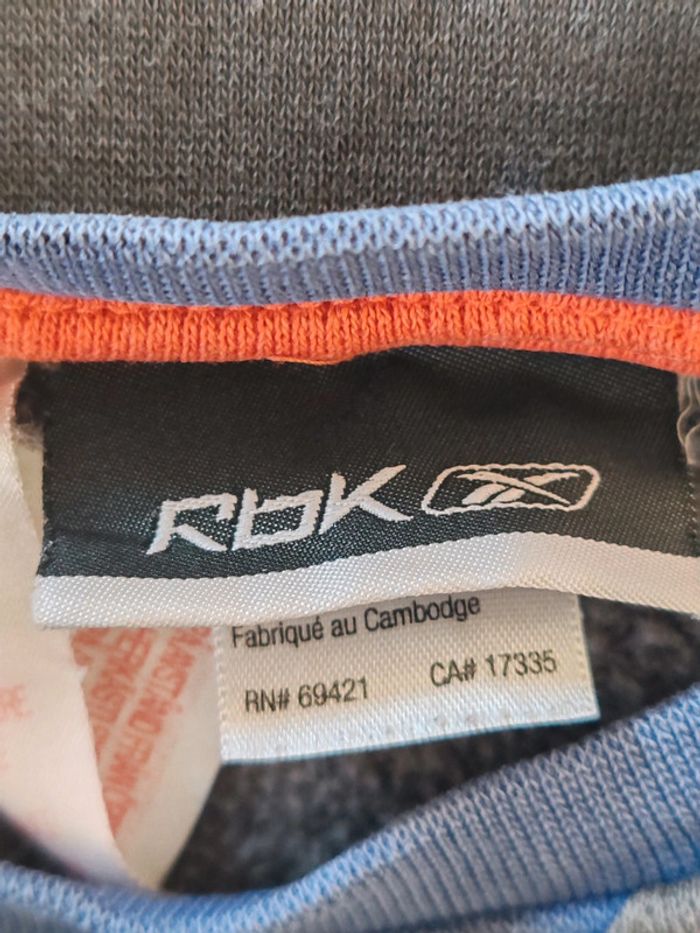 RbK
Fabriqué au Cambodge
RN# 69421 CA# 17335